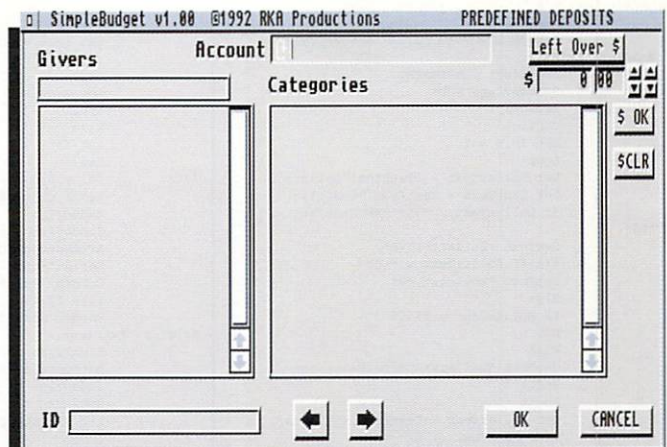 SimpleBudget v1.00 ©1992 RKA Productions PREDEFINED DEPOSITS
Givers
Account
Left Over $
Categories
$ 0 00
$ OK
$CLR
ID
OK
CANCEL